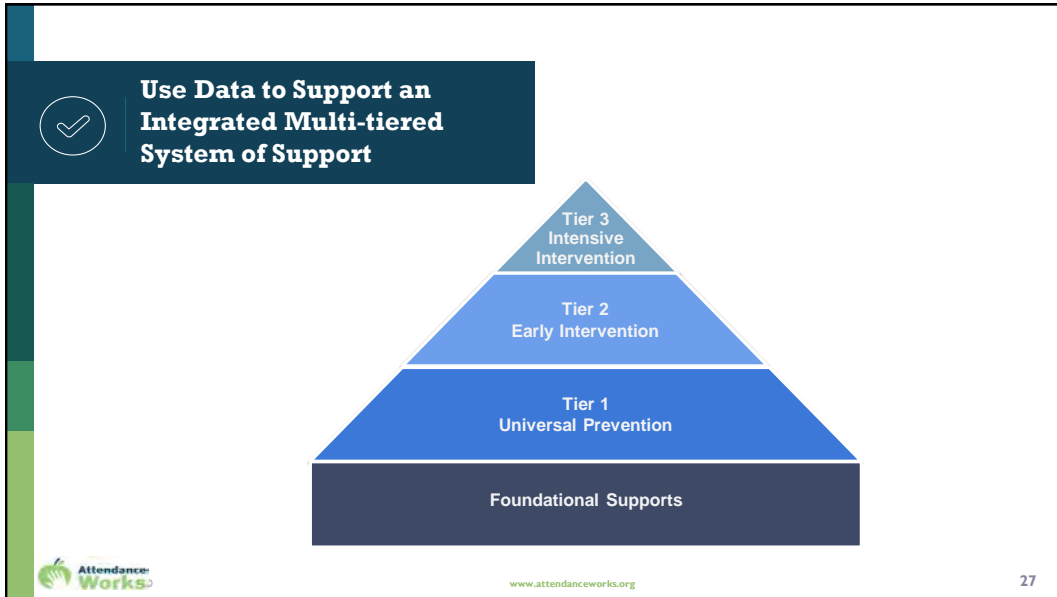 Use Data to Support an
Integrated Multi-tiered
System of Support
Tier 3
Intensive
Intervention
Tier 2
Early Intervention
Tier 1
Universal Prevention
Foundational Supports
Attendance
Works
www.attendanceworks.org
27